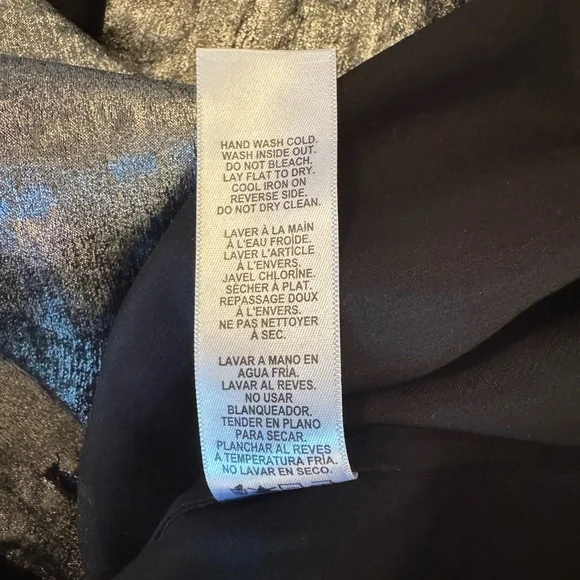 HAND WASH COLD.
WASH INSIDE OUT.
DO NOT BLEACH.
LAY FLAT TO DRY.
COOL IRON ON
REVERSE SIDE.
DO NOT DRY CLEAN.
LAVER À LA MAIN
À L'EAU FROIDE.
LAVER L'ARTICLE
À L'ENVERS.
JAVEL CHLORINE.
SÉCHER À PLAT.
REPASSAGE DOUX
À L'ENVERS.
NE PAS NETTOYER
À SEC.
LAVAR A MANO EN
AGUA FRÍA.
LAVAR AL REVES.
NO USAR
BLANQUEADOR.
TENDER EN PLANO
PARA SECAR.
PLANCHAR AL REVÉS
A TEMPERATURA FRÍA.
NO LAVAR EN SECO.